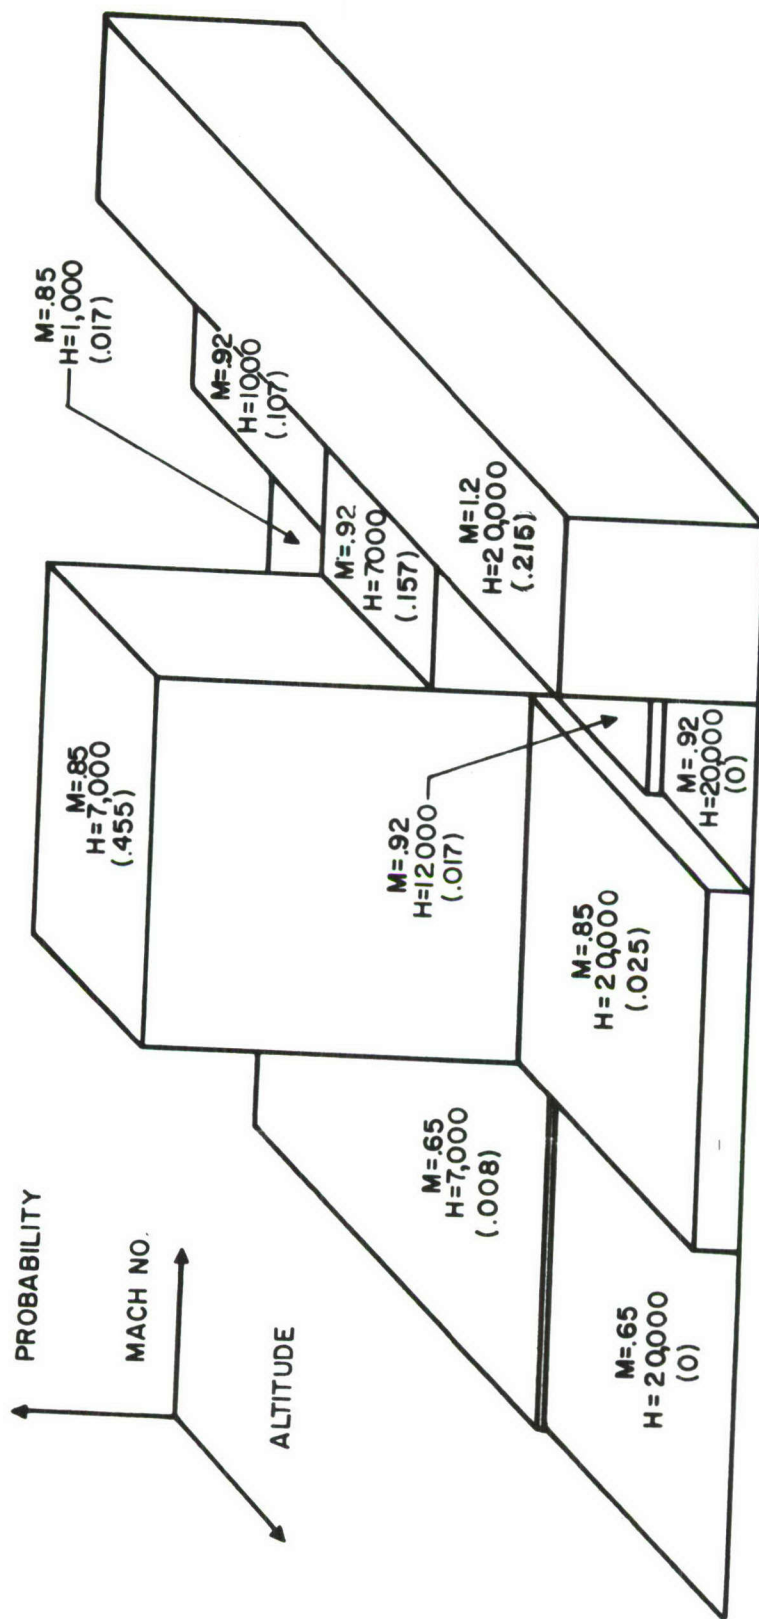 PROBABILITY
MACH NO.
ALTITUDE
M=.85
H=7,000
(.455)
M=.85
H=1,000
(.017)
M=.92
H=1000
(.107)
M=.92
H=7000
(.157)
M=1.2
H=20,000
(.215)
M=.92
H=12000
(.017)
M=.92
H=20,000
(0)
M=.85
H=20,000
(.025)
M=.65
H=7,000
(.008)
M=.65
H=20,000
(0)